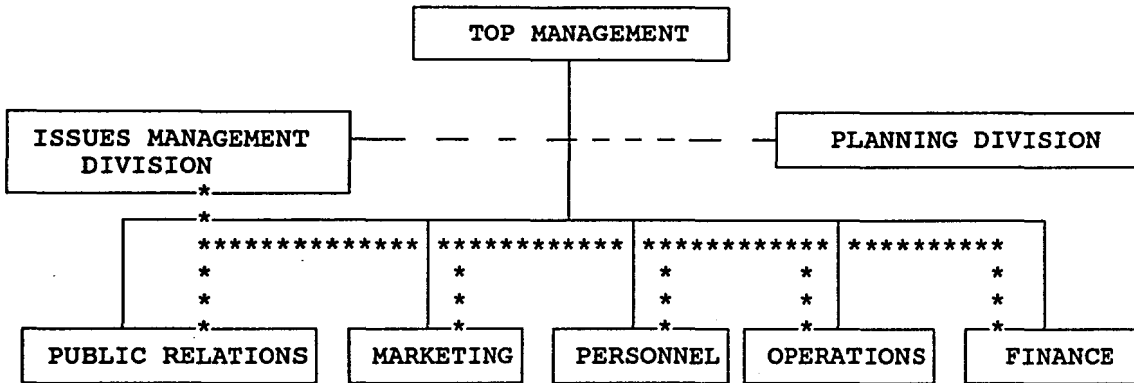 TOP MANAGEMENT
ISSUES MANAGEMENT
DIVISION
PLANNING DIVISION
PUBLIC RELATIONS
MARKETING
PERSONNEL
OPERATIONS
FINANCE